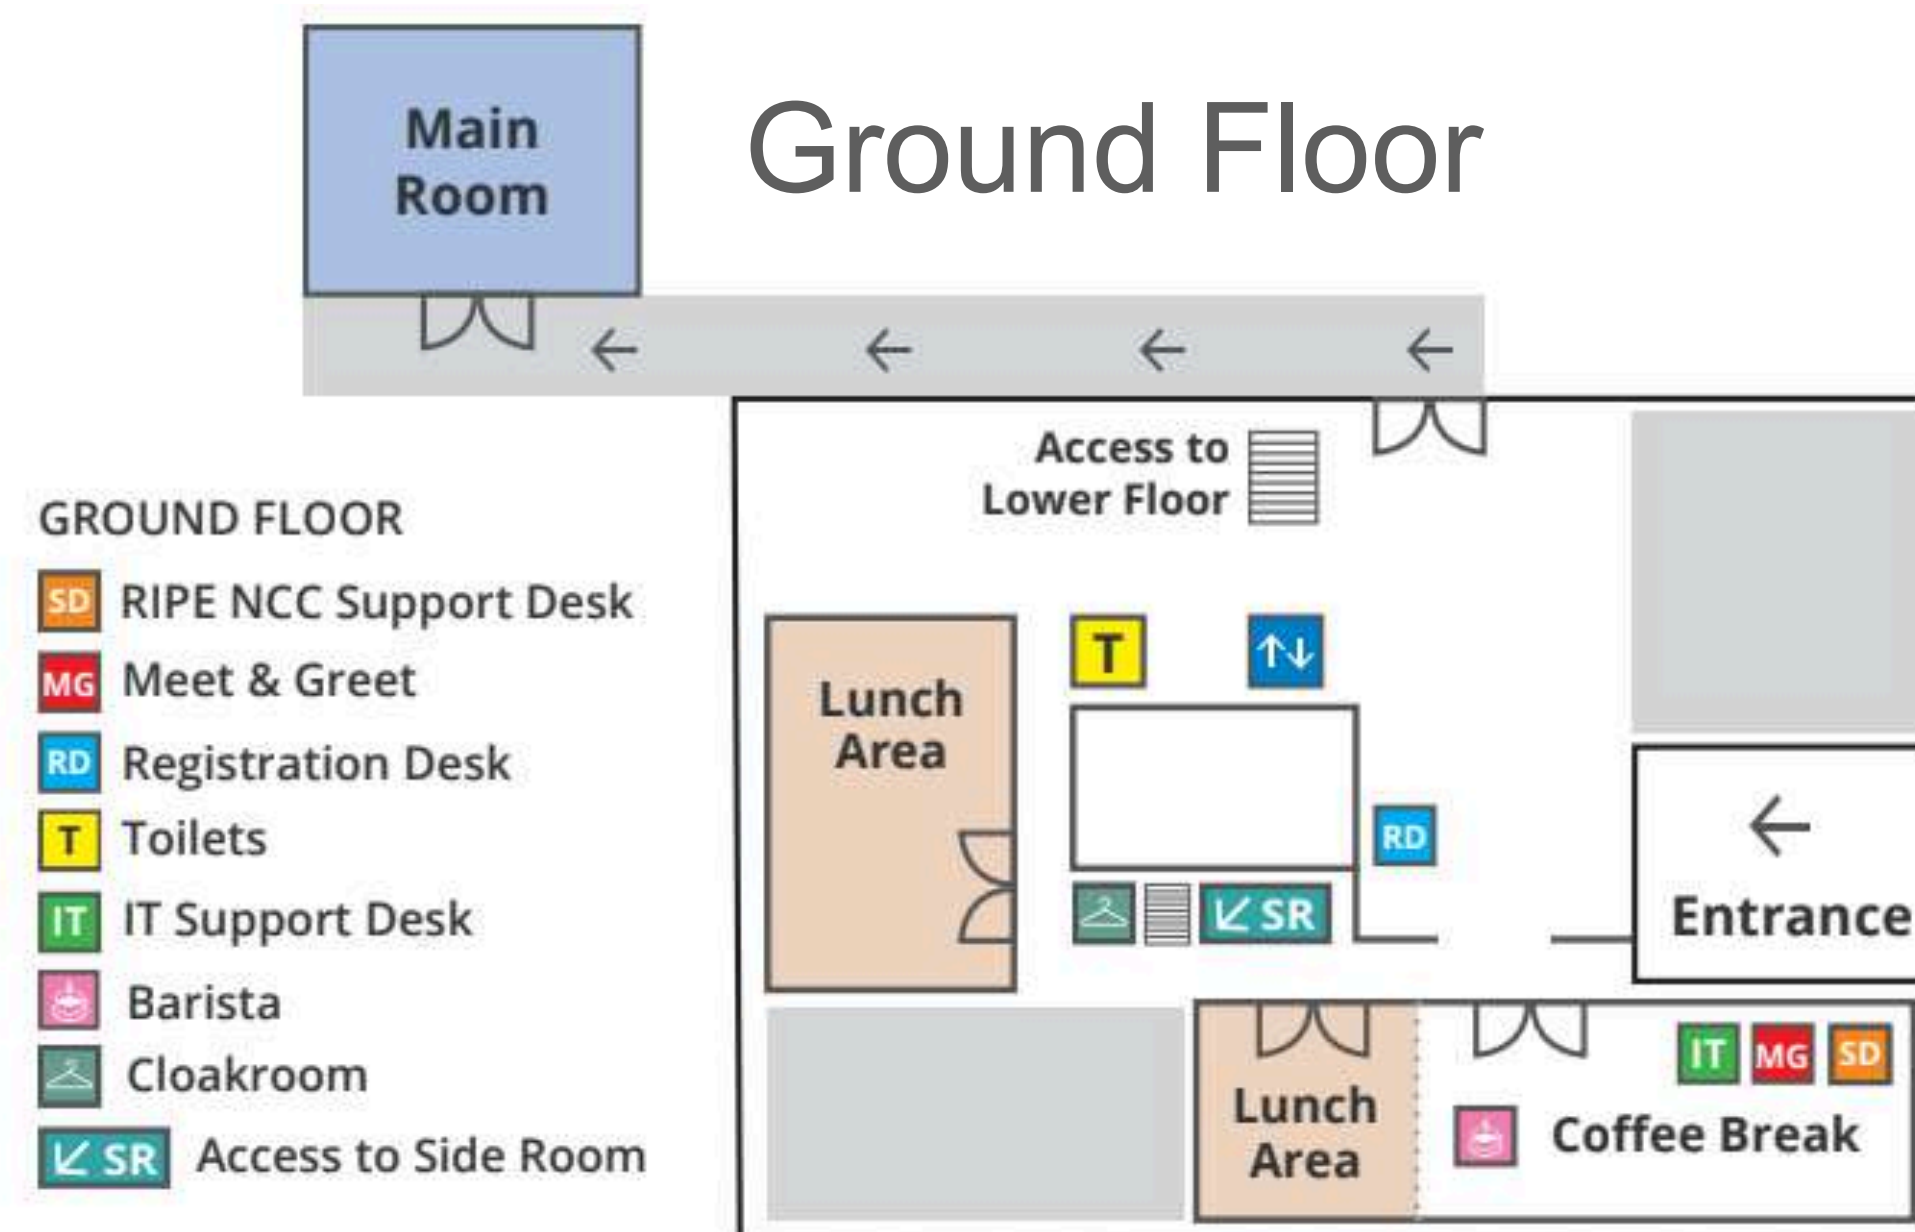 Main
Room
Ground Floor
Access to
Lower Floor
GROUND FLOOR
SD RIPE NCC Support Desk
MG Meet & Greet
RD Registration Desk
T Toilets
IT IT Support Desk
Barista
Cloakroom
SR Access to Side Room
T
Lunch
Area
RD
SR
Entrance
IT MG SD
Lunch
Area
Coffee Break